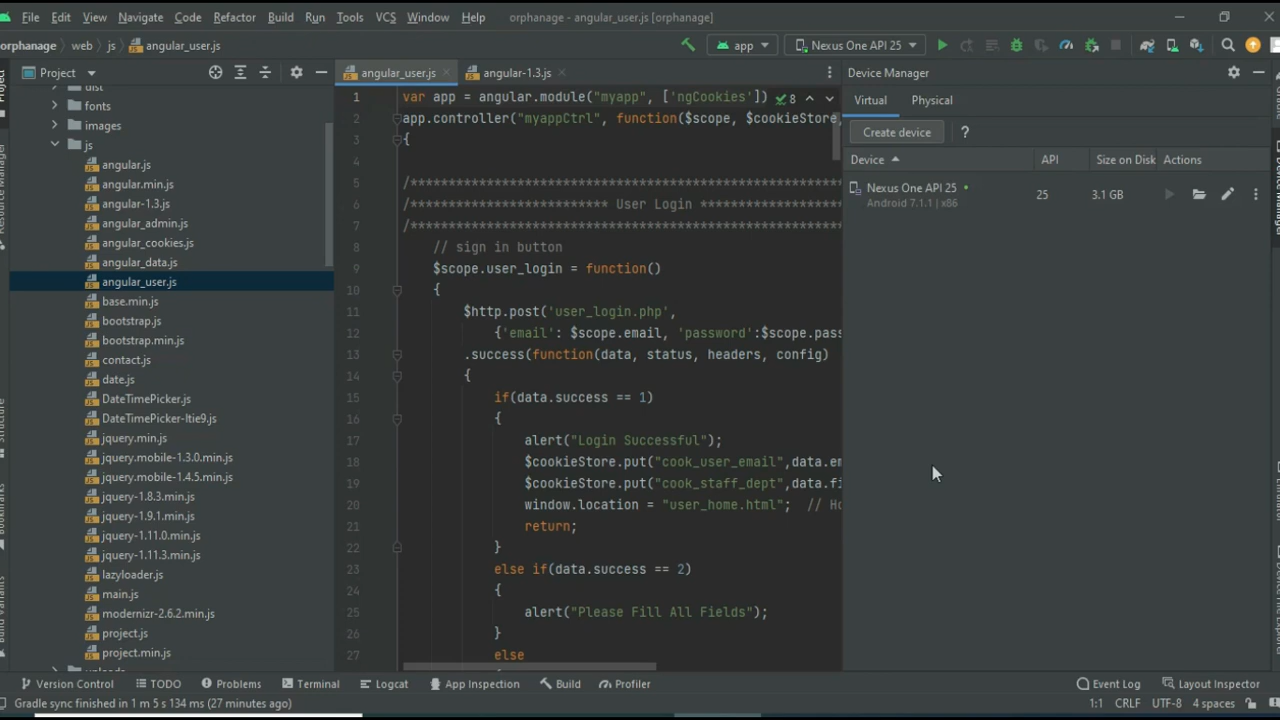 File Edit View Navigate Code Refactor Build Run Tools VCS Window Help orphanage - angular_user.js [orphanage]
orphanage web js angular_user.js app Nexus One API 25
Project angular_user.js angular-1.3.js Device Manager
dist
fonts
images
js
angular.js
angular.min.js
angular-1.3.js
angular_admin.js
angular_cookies.js
angular_data.js
angular_user.js
base.min.js
bootstrap.js
bootstrap.min.js
contact.js
date.js
DateTimePicker.js
DateTimePicker-ltie9.js
jquery.min.js
jquery.mobile-1.3.0.min.js
jquery.mobile-1.4.5.min.js
jquery-1.8.3.min.js
jquery-1.9.1.min.js
jquery-1.11.0.min.js
jquery-1.11.3.min.js
lazyloader.js
main.js
modernizr-2.6.2.min.js
project.js
project.min.js
1 var app = angular.module("myapp", ['ngCookies']) 8
2 app.controller("myappCtrl", function($scope, $cookieStore,
3 {
4
5 /********************************************************
6 /************************** User Login ******************
7 /********************************************************
8 // sign in button
9 $scope.user_login = function()
10 {
11 $http.post('user_login.php',
12 {'email': $scope.email, 'password':$scope.pass
13 .success(function(data, status, headers, config)
14 {
15 if(data.success == 1)
16 {
17 alert("Login Successful");
18 $cookieStore.put("cook_user_email",data.em
19 $cookieStore.put("cook_staff_dept",data.fi
20 window.location = "user_home.html"; // Ho
21 return;
22 }
23 else if(data.success == 2)
24 {
25 alert("Please Fill All Fields");
26 }
27 else
Virtual Physical
Create device ?
Device API Size on Disk Actions
Nexus One API 25 25 3.1 GB
Android 7.1.1 | x86
Project
Resource Manager
Structure
Bookmarks
Build Variants
Version Control TODO Problems Terminal Logcat App Inspection Build Profiler Event Log Layout Inspector
Gradle sync finished in 1 m 5 s 134 ms (27 minutes ago) 1:1 CRLF UTF-8 4 spaces